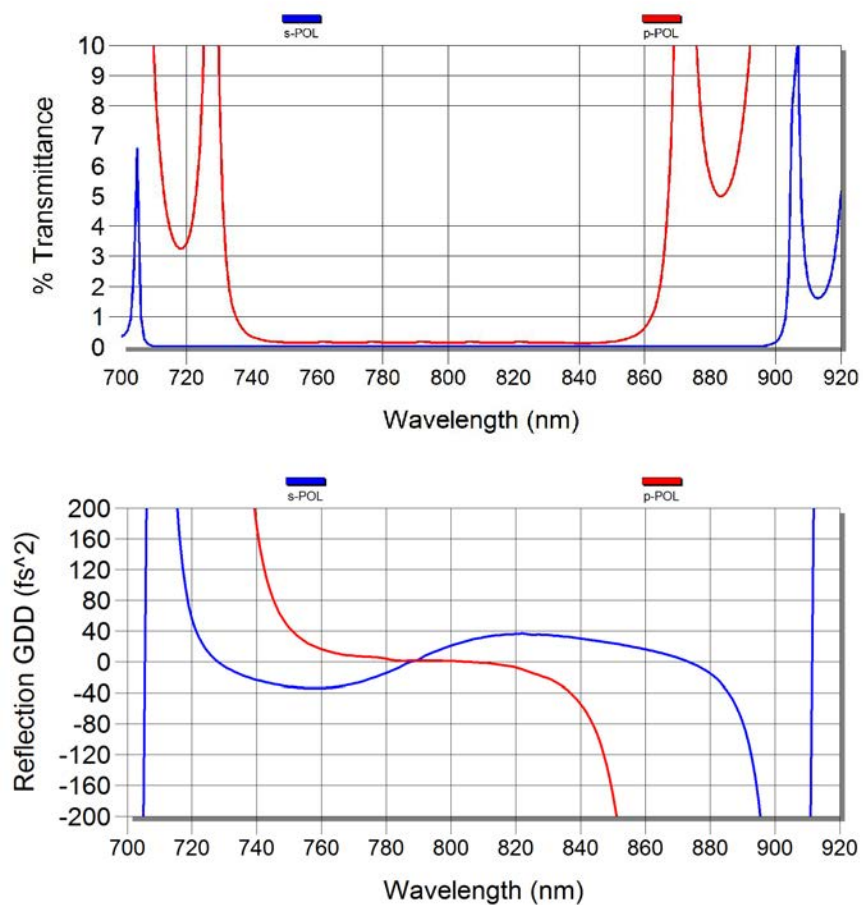 s-POL p-POL
10
9
8
7
6
5
4
3
2
1
0
% Transmittance
700 720 740 760 780 800 820 840 860 880 900 920
Wavelength (nm)
s-POL p-POL
200
160
120
80
40
0
-40
-80
-120
-160
-200
Reflection GDD (fs^2)
700 720 740 760 780 800 820 840 860 880 900 920
Wavelength (nm)